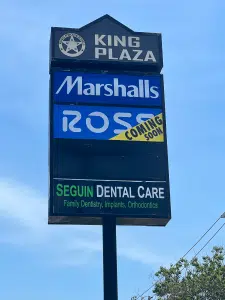 KING
PLAZA
Marshalls
ROSS
COMING
SOON
SEGUIN DENTAL CARE
Family Dentistry, Implants, Orthodontics